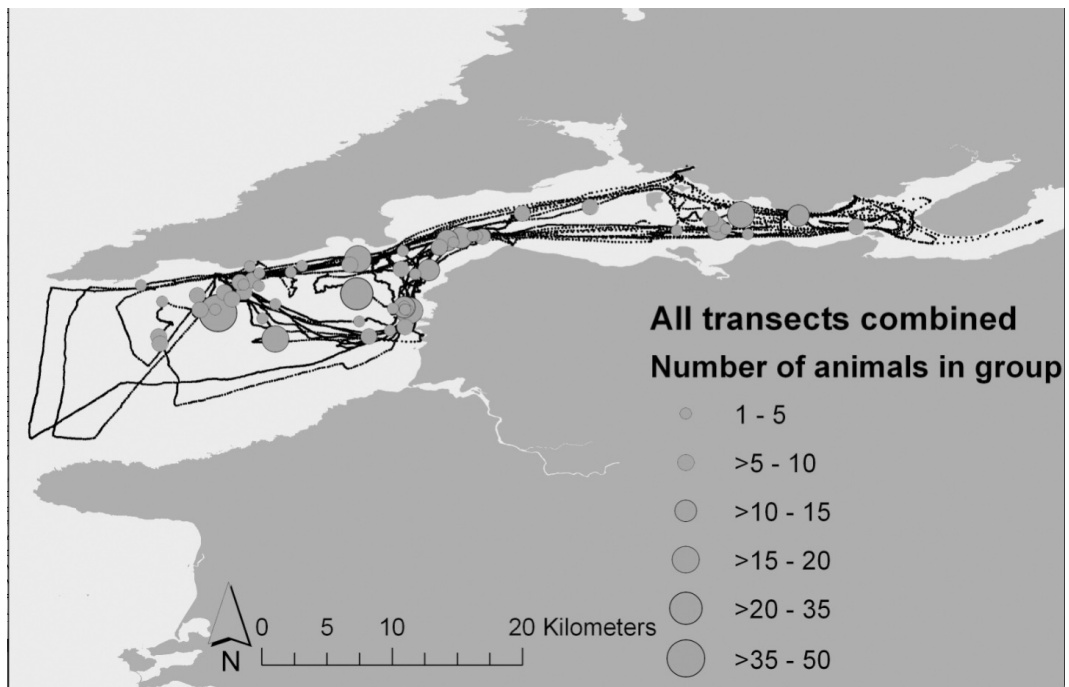 All transects combined
Number of animals in group
1 - 5
>5 - 10
>10 - 15
>15 - 20
>20 - 35
>35 - 50
0 5 10 20 Kilometers
N